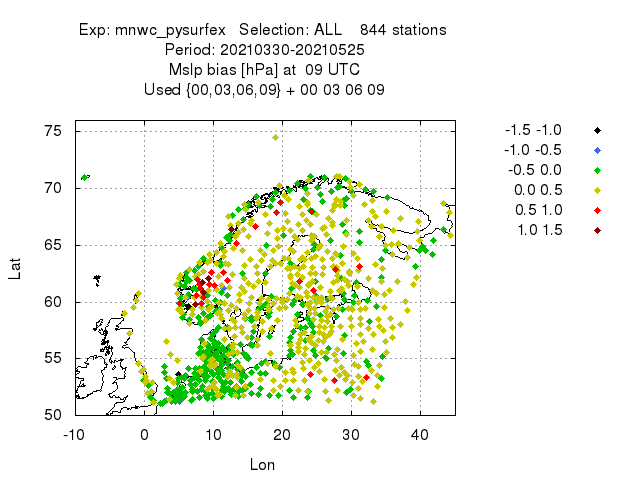 Exp: mnwc_pysurfex Selection: ALL 844 stations
Period: 20210330-20210525
Mslp bias [hPa] at 09 UTC
Used {00,03,06,09} + 00 03 06 09
75
70
65
60
55
50
Lat
-10 0 10 20 30 40
Lon
-1.5 -1.0
-1.0 -0.5
-0.5 0.0
0.0 0.5
0.5 1.0
1.0 1.5